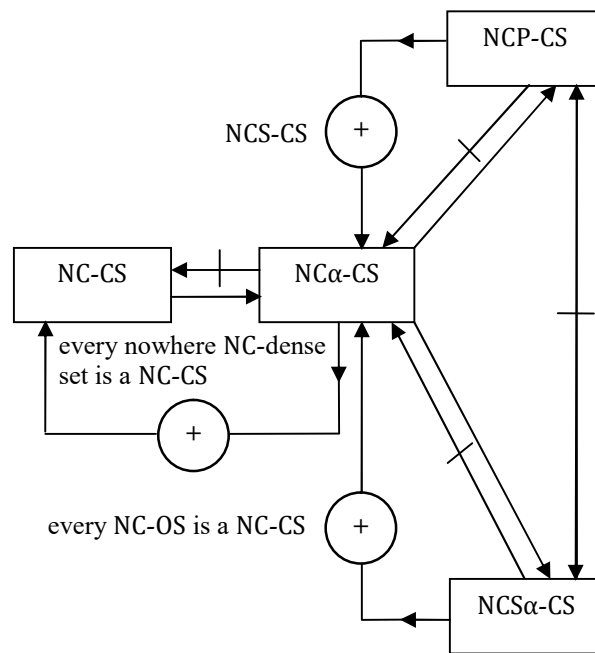 NCP-CS
+
NCS-CS
NC-CS
NCα-CS
every nowhere NC-dense
set is a NC-CS
+
every NC-OS is a NC-CS
+
NCSα-CS